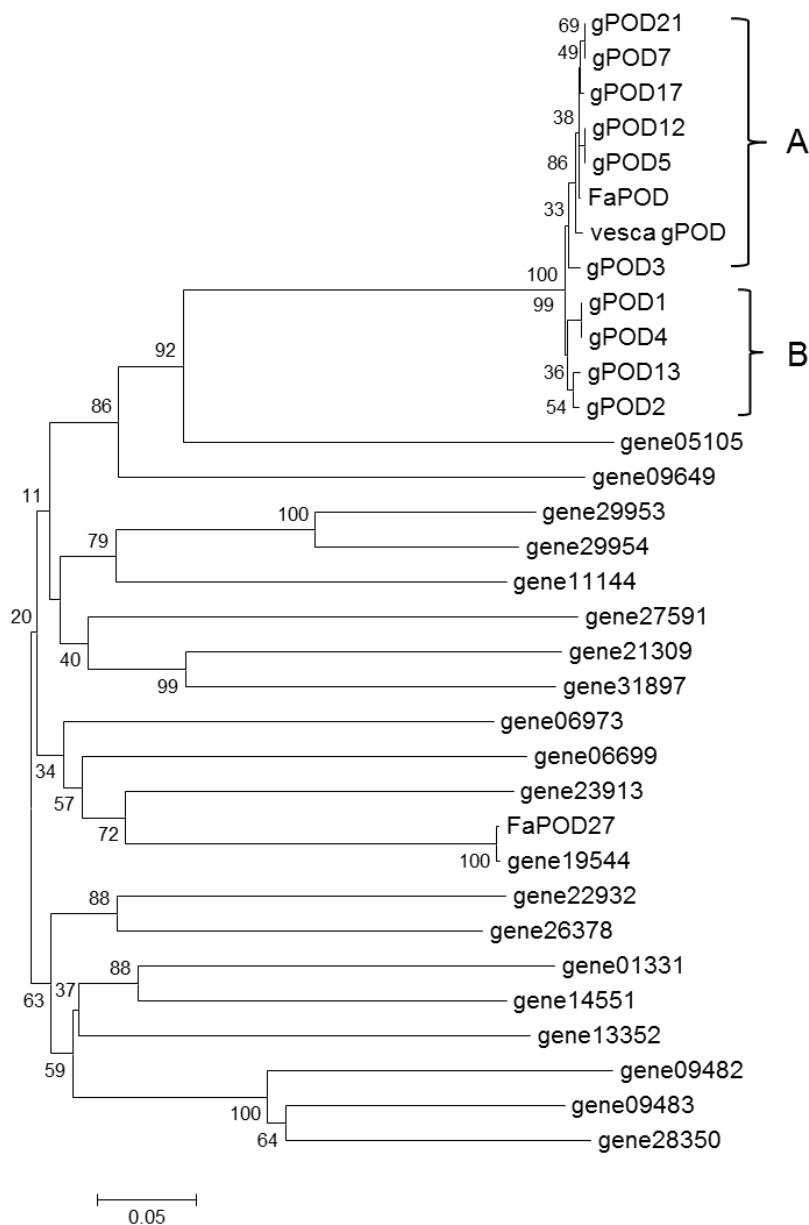 69
gPOD21
49
gPOD7
gPOD17
38
gPOD12
A
86
gPOD5
FaPOD
33
vesca gPOD
100
gPOD3
99
gPOD1
92
gPOD4
B
36
gPOD13
86
54
gPOD2
gene05105
gene09649
11
100
gene29953
79
gene29954
gene11144
20
gene27591
40
gene21309
99
gene31897
gene06973
34
gene06699
57
gene23913
72
FaPOD27
100
gene19544
88
gene22932
gene26378
88
gene01331
63
37
gene14551
gene13352
59
gene09482
100
gene09483
64
gene28350
0.05